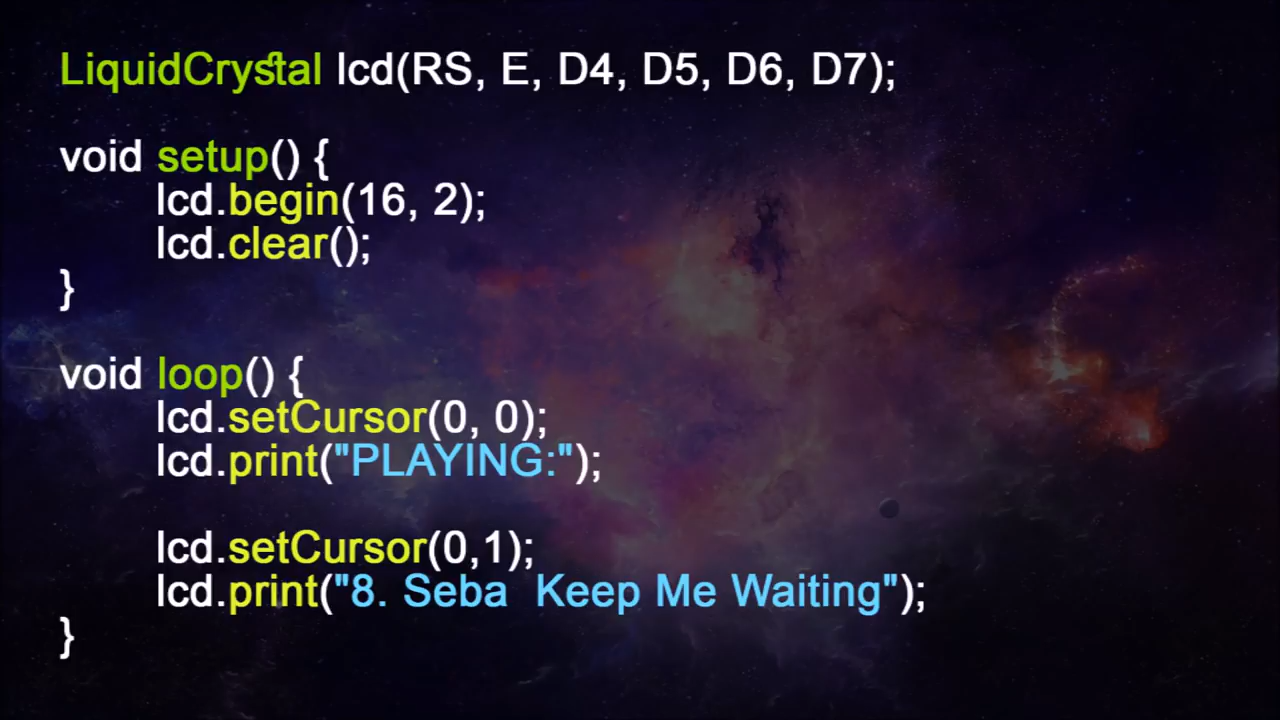 LiquidCrystal lcd(RS, E, D4, D5, D6, D7);
void setup() {
lcd.begin(16, 2);
lcd.clear();
}
void loop() {
lcd.setCursor(0, 0);
lcd.print("PLAYING:");
lcd.setCursor(0,1);
lcd.print("8. Seba  Keep Me Waiting");
}